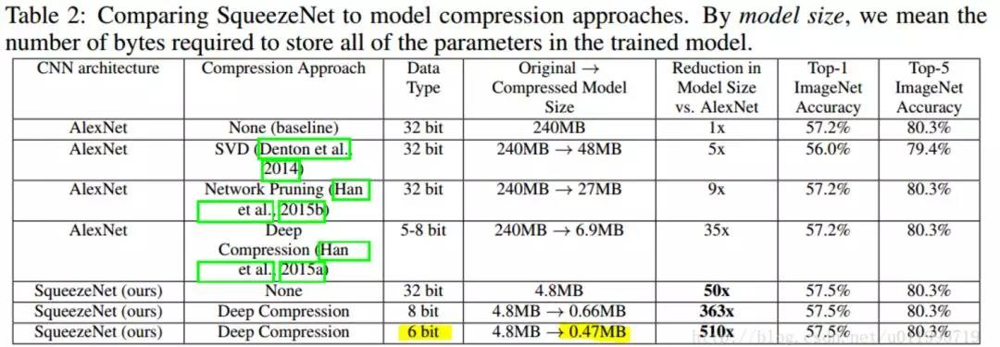 Table 2: Comparing SqueezeNet to model compression approaches. By model size, we mean the
number of bytes required to store all of the parameters in the trained model.
CNN architecture Compression Approach Data Type Original → Compressed Model Size Reduction in Model Size vs. AlexNet Top-1 ImageNet Accuracy Top-5 ImageNet Accuracy
AlexNet None (baseline) 32 bit 240MB 1x 57.2% 80.3%
AlexNet SVD (Denton et al., 2014) 32 bit 240MB → 48MB 5x 56.0% 79.4%
AlexNet Network Pruning (Han et al., 2015b) 32 bit 240MB → 27MB 9x 57.2% 80.3%
AlexNet Deep Compression (Han et al., 2015a) 5-8 bit 240MB → 6.9MB 35x 57.2% 80.3%
SqueezeNet (ours) None 32 bit 4.8MB 50x 57.5% 80.3%
SqueezeNet (ours) Deep Compression 8 bit 4.8MB → 0.66MB 363x 57.5% 80.3%
SqueezeNet (ours) Deep Compression 6 bit 4.8MB → 0.47MB 510x 57.5% 80.3%